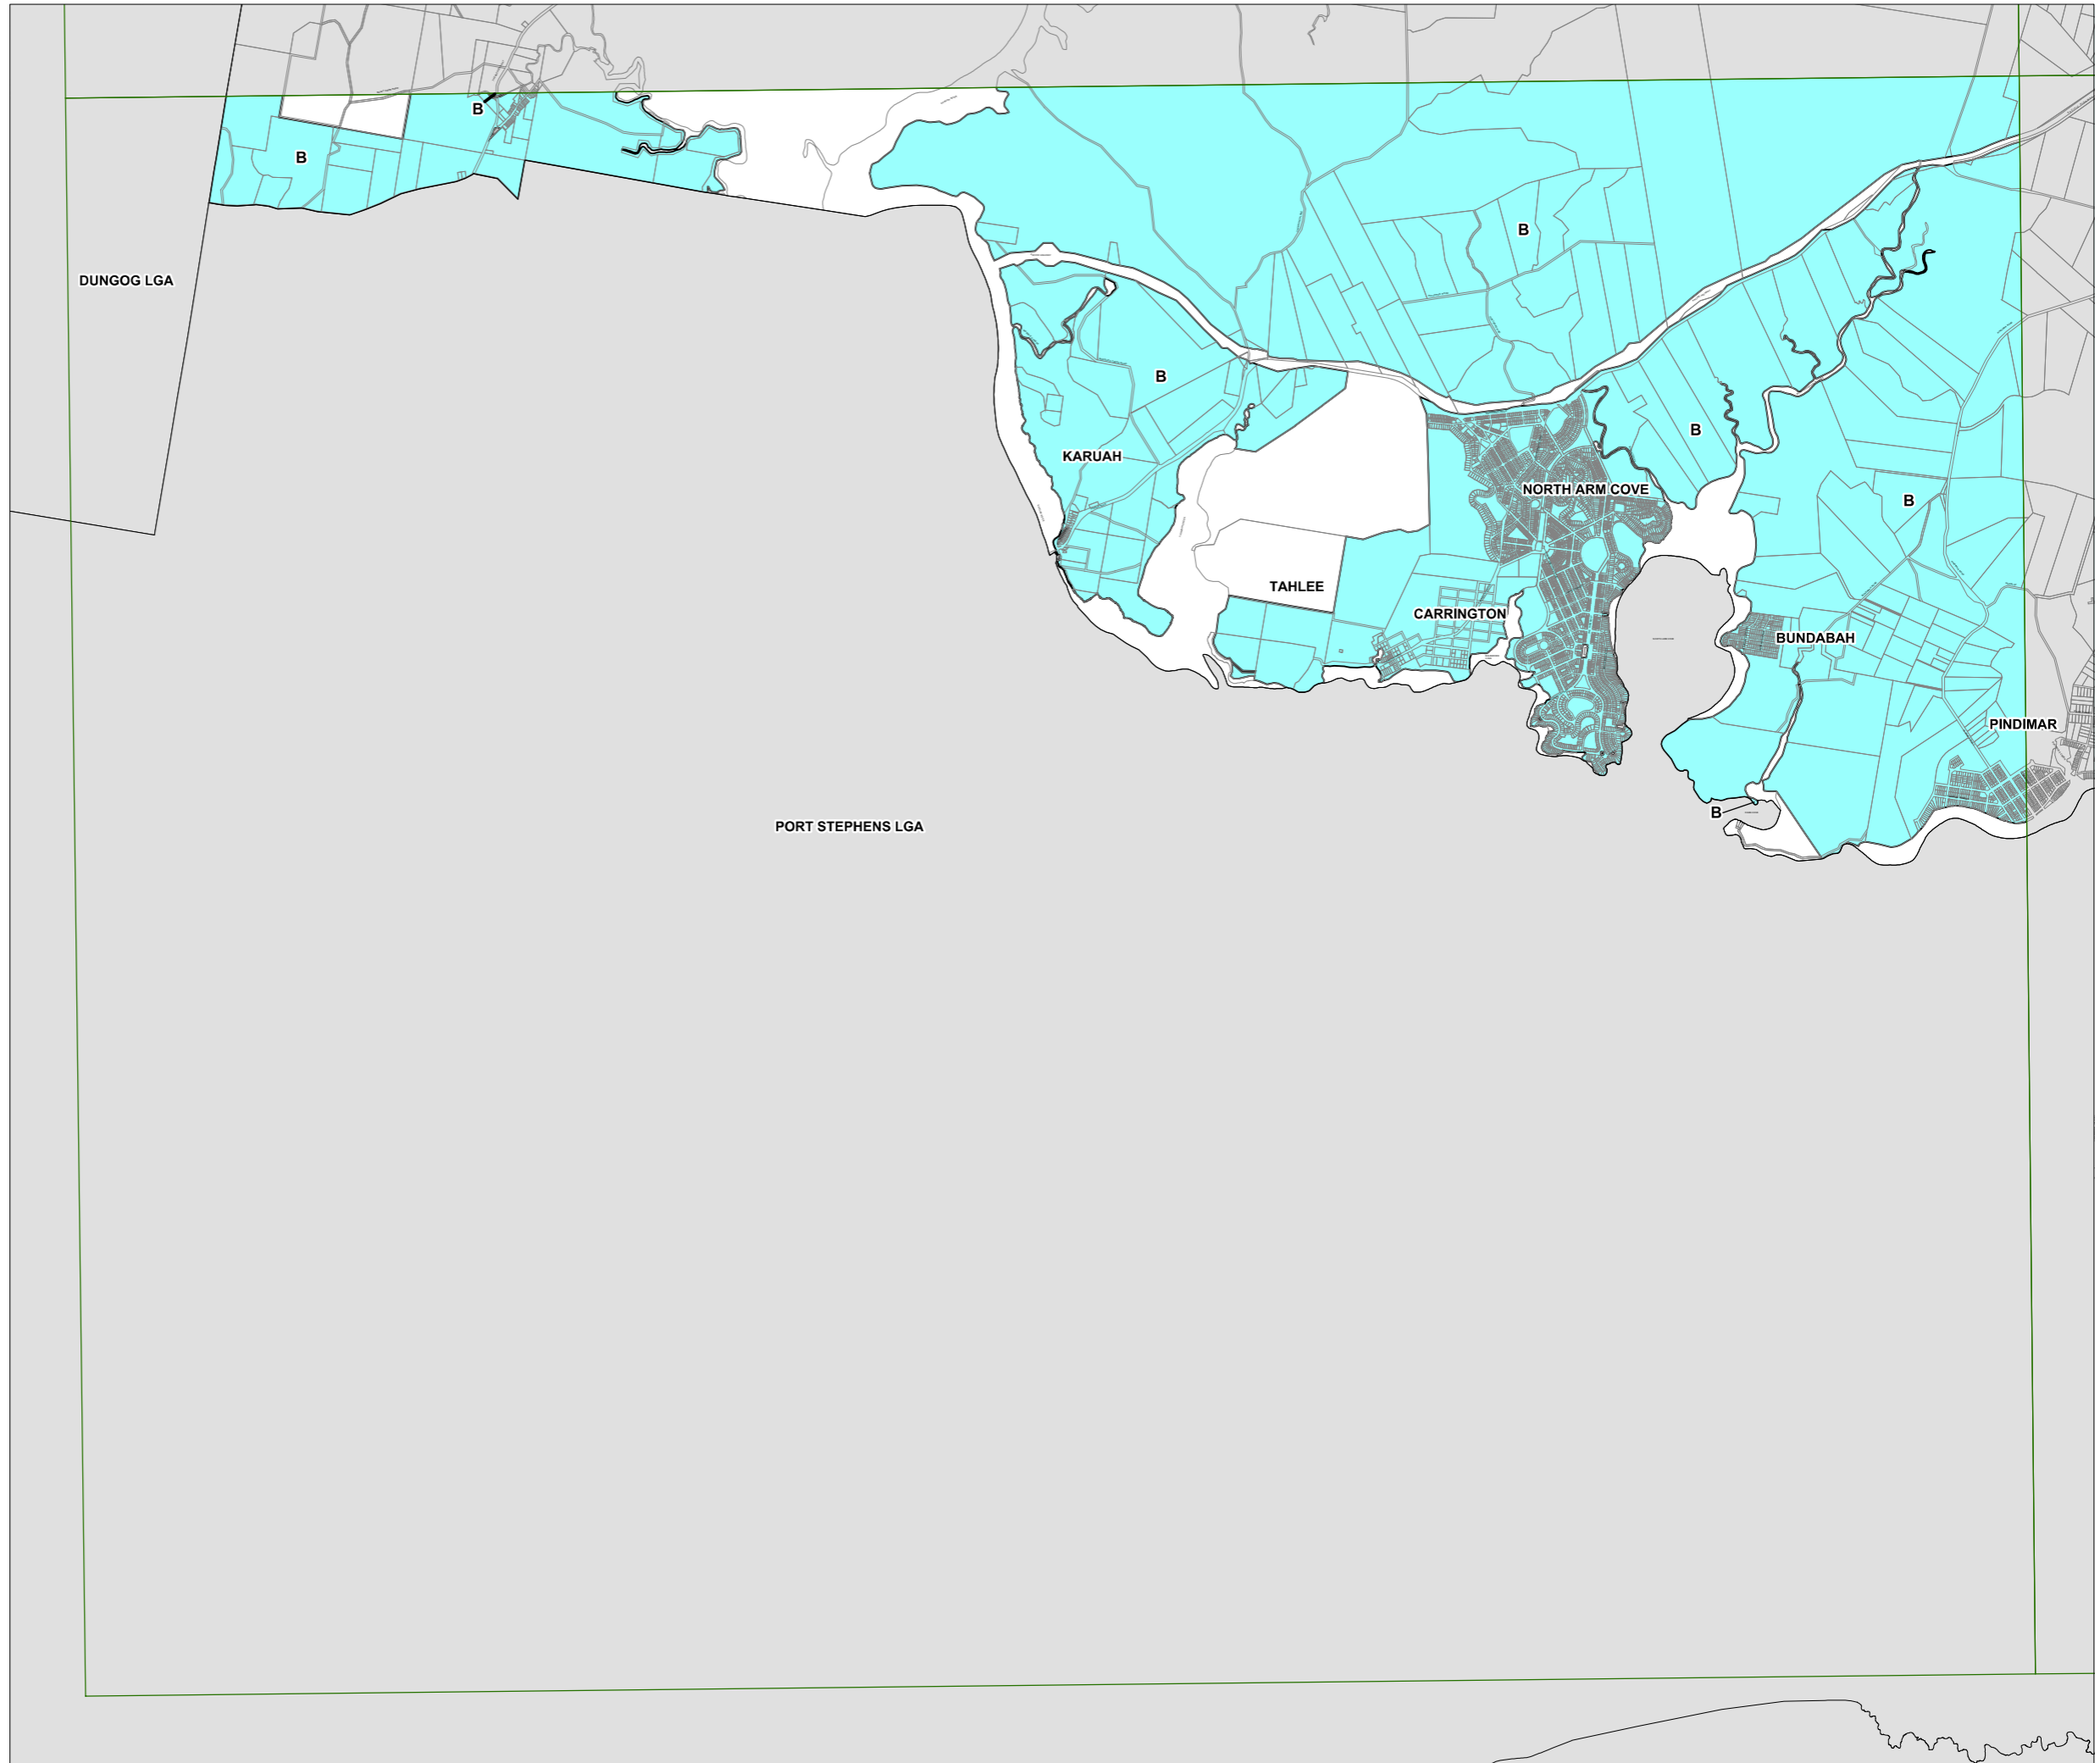 B
B
B
DUNGOG LGA
B
B
KARUAH
NORTH ARM COVE
B
TAHLEE
CARRINGTON
BUNDABAH
PINDIMAR
B
PORT STEPHENS LGA